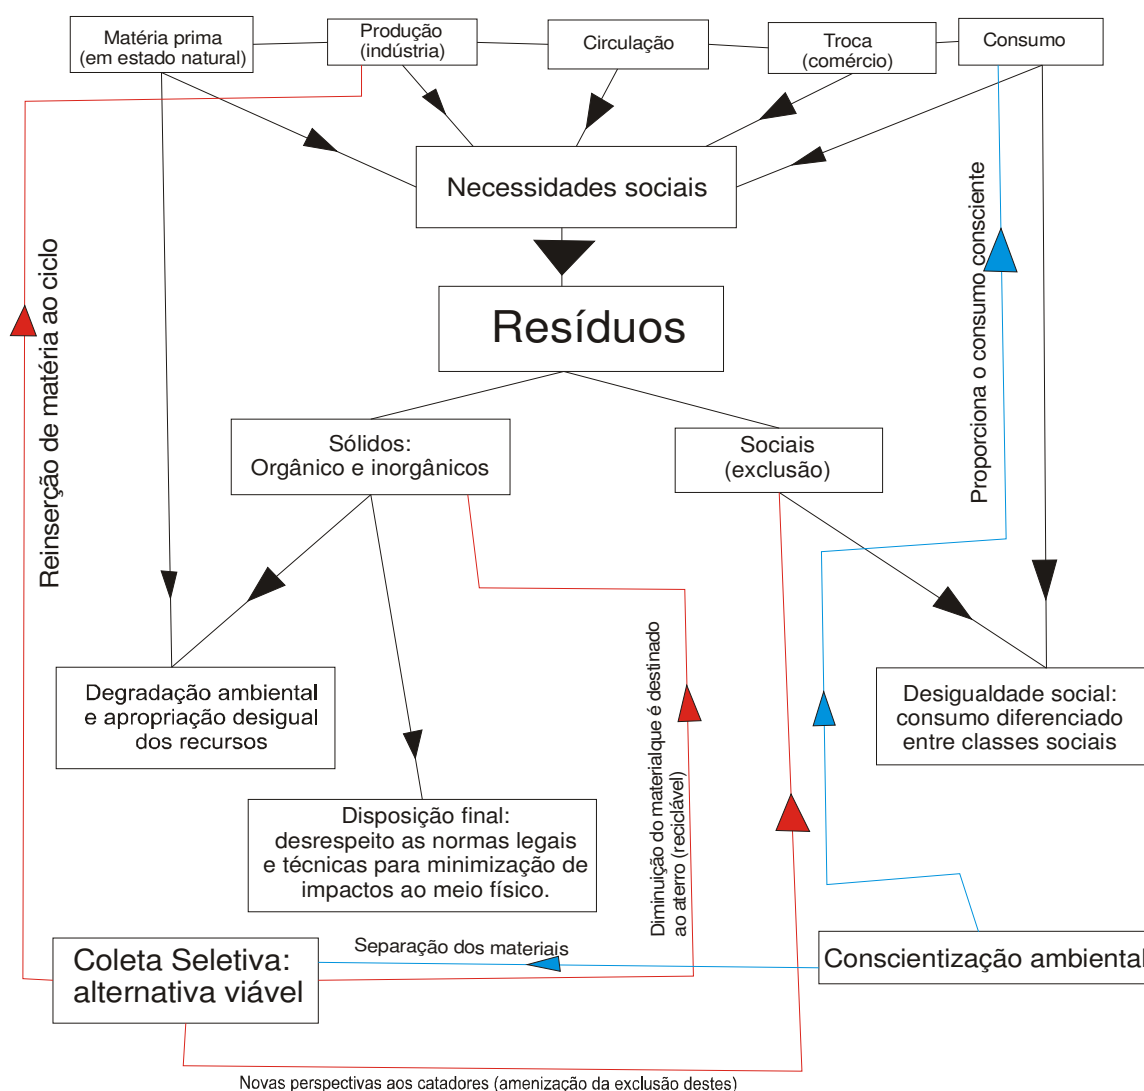 Matéria prima
(em estado natural)
Produção
(indústria)
Circulação
Troca
(comércio)
Consumo
Necessidades sociais
Resíduos
Reinserção de matéria ao ciclo
Proporciona o consumo consciente
Sólidos:
Orgânico e inorgânicos
Sociais
(exclusão)
Degradação ambiental
e apropriação desigual
dos recursos
Diminuição do materialque é destinado
ao aterro (reciclável)
Desigualdade social:
consumo diferenciado
entre classes sociais
Disposição final:
desrespeito as normas legais
e técnicas para minimização de
impactos ao meio físico.
Coleta Seletiva:
alternativa viável
Separação dos materiais
Conscientização ambiental
Novas perspectivas aos catadores (amenização da exclusão destes)